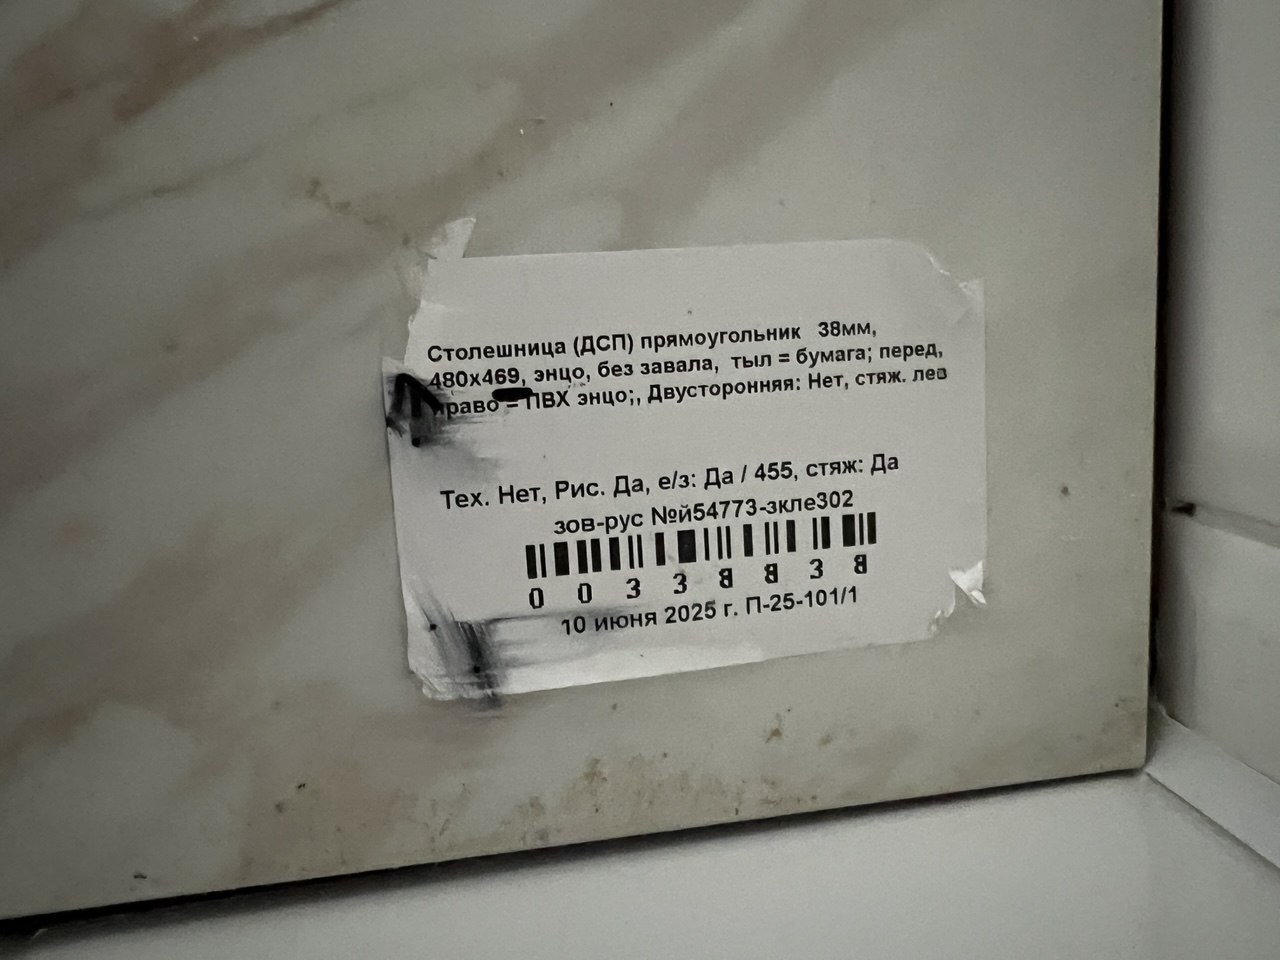 Столешница (ДСП) прямоугольник 38мм,
480х469, энцо, без завала, тыл = бумага; перед,
право = ПВХ энцо;, Двусторонняя: Нет, стяж. лев
Тех. Нет, Рис. Да, е/з: Да / 455, стяж: Да
зов-рус №й54773-зкле302
0 0 3 3 8 8 3 8
10 июня 2025 г. П-25-101/1